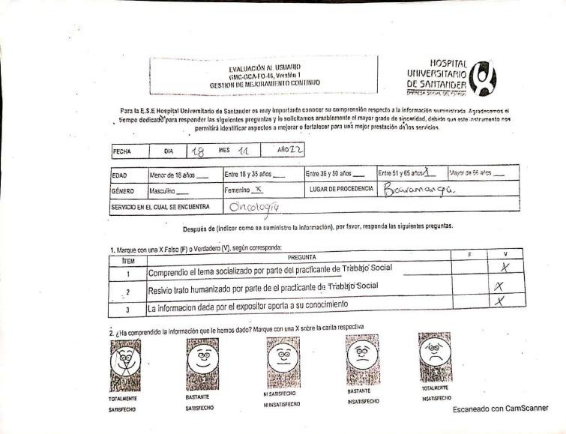 EVALUACIÓN AL USUARIO
GMC-GCA-FO-46, Versión 1
GESTION DE MEJORAMIENTO CONTINUO
HOSPITAL
UNIVERSITARIO
DE SANTANDER
EMPRESA SOCIAL DEL ESTADO
Para la E.S.E Hospital Universitario de Santander es muy importante conocer su comprensión respecto a la información suministrada. Agradecemos el
tiempo dedicado para responder las siguientes preguntas y le solicitamos amablemente el mayor grado de sinceridad, debido que este instrumento nos
permitirá identificar aspectos a mejorar o fortalecer para una mejor prestación de los servicios.
FECHA DIA 18 MES 11 AÑO 22
EDAD Menor de 18 años ___ Entre 18 y 35 años ___ Entre 35 y 50 años ___ Entre 51 y 65 años X Mayor de 66 años ___
GÉNERO Masculino ___ Femenino X LUGAR DE PROCEDENCIA Bucaramanga.
SERVICIO EN EL CUAL SE ENCUENTRA Oncología
Después de (indicar como se suministro la información), por favor, responda las siguientes preguntas.
1. Marque con una X Falso (F) o Verdadero (V), según corresponda:
ÍTEM PREGUNTA F V
1 Comprendio el tema socializado por parte del practicante de Trabajo Social X
2 Resivio trato humanizado por parte de el practicante de Trabajo Social X
3 La informacion dada por el expositor aporta a su conocimiento X
2. ¿Ha comprendido la información que le hemos dado? Marque con una X sobre la carita respectiva
TOTALMENTE SATISFECHO
BASTANTE SATISFECHO
NI SATISFECHO NI INSATISFECHO
BASTANTE INSATISFECHO
TOTALMENTE INSATISFECHO
Escaneado con CamScanner